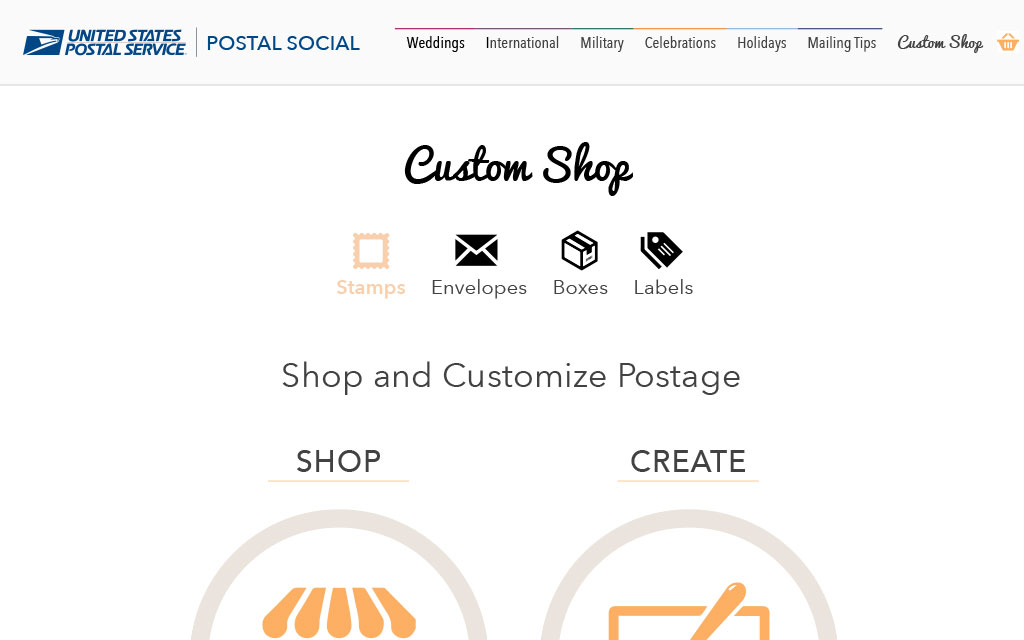 UNITED STATES
POSTAL SERVICE
POSTAL SOCIAL
Weddings International Military Celebrations Holidays Mailing Tips Custom Shop
Custom Shop
Stamps Envelopes Boxes Labels
Shop and Customize Postage
SHOP CREATE